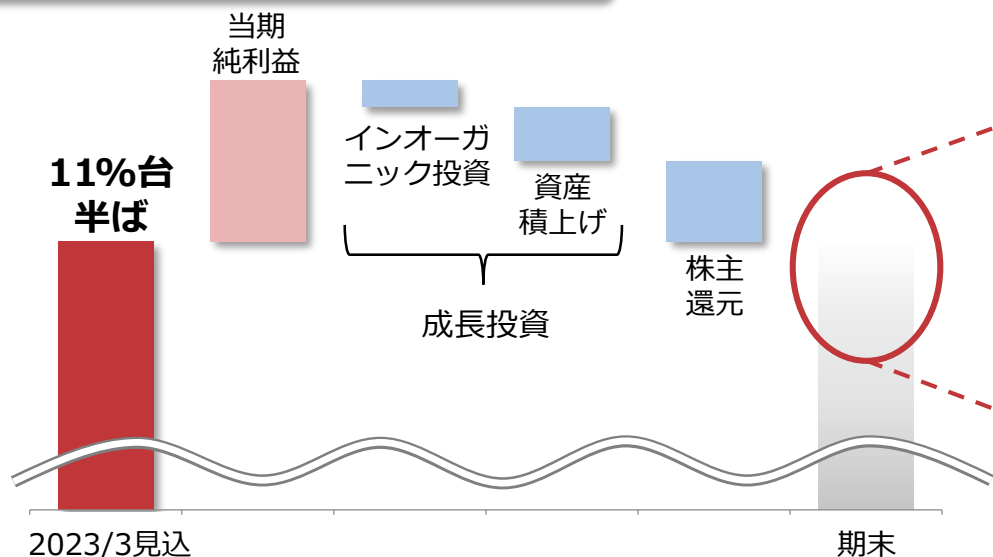 当期
純利益
11%台
半ば
インオーガ
ニック投資
資産
積上げ
成長投資
株主
還元
2023/3見込
期末